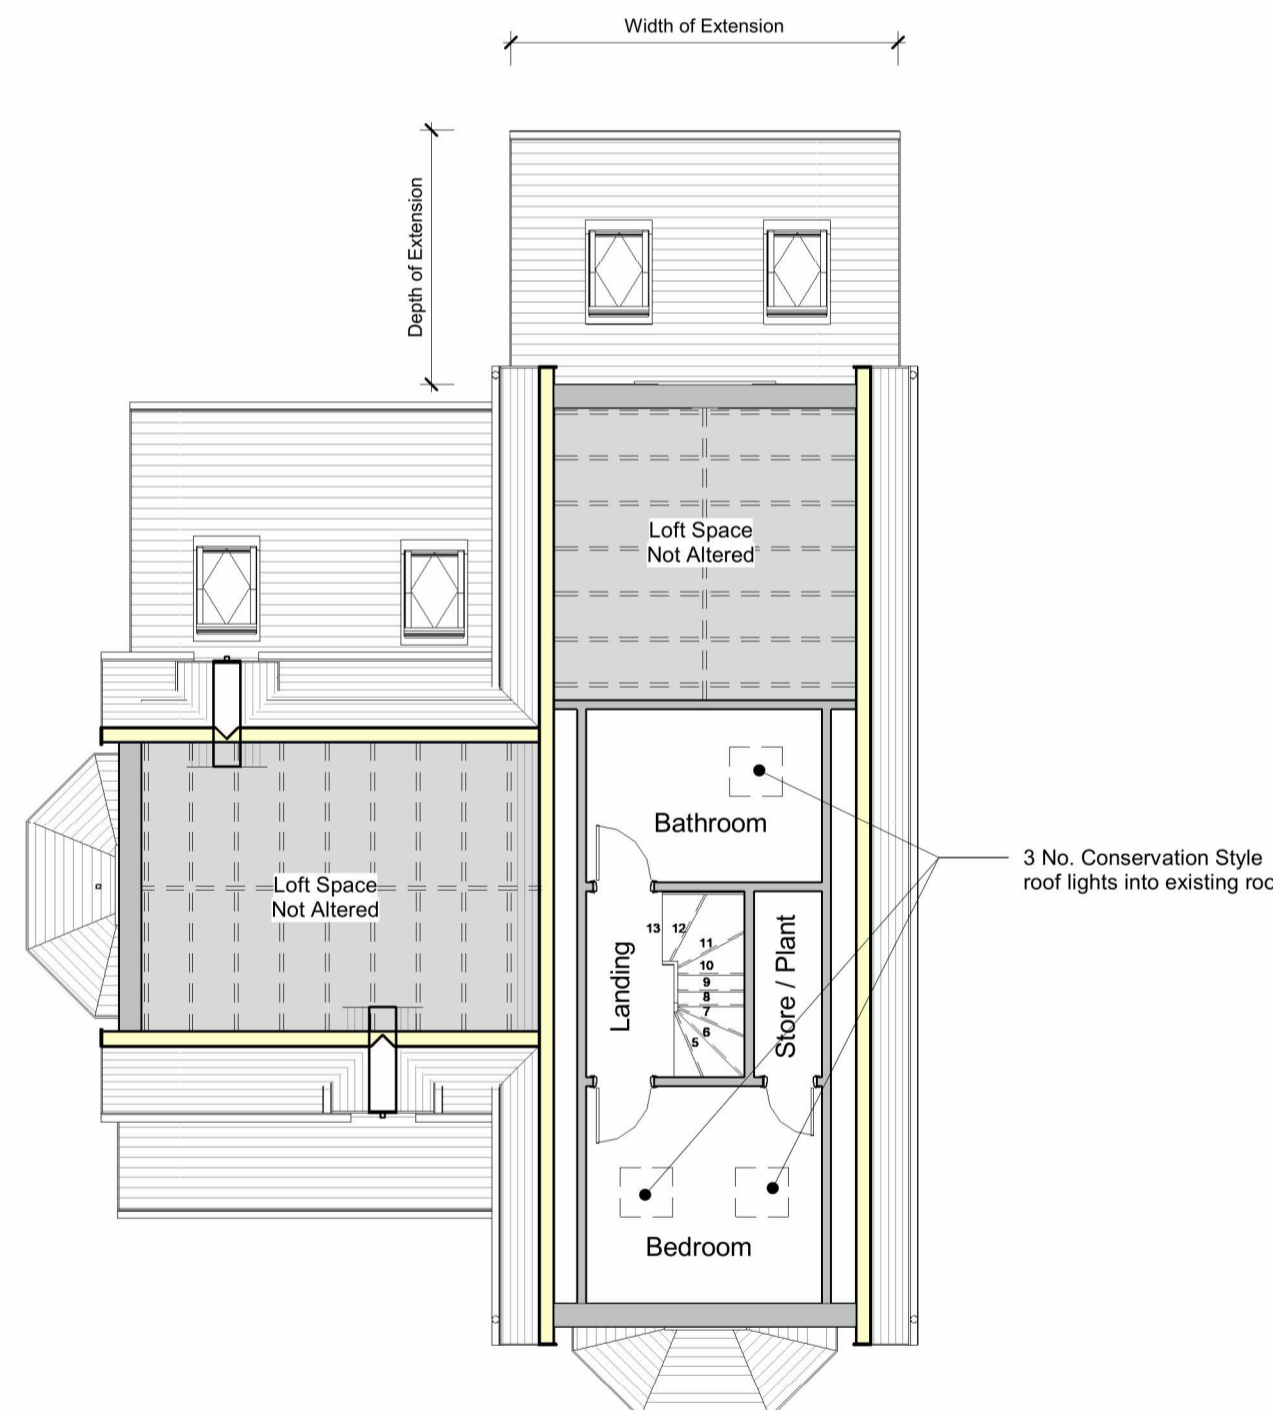 Width of Extension
Depth of Extension
Loft Space
Not Altered
Bathroom
3 No. Conservation Style
roof lights into existing roo
Loft Space
Not Altered
Landing
13
12
11
10
9
8
7
6
5
Store / Plant
Bedroom